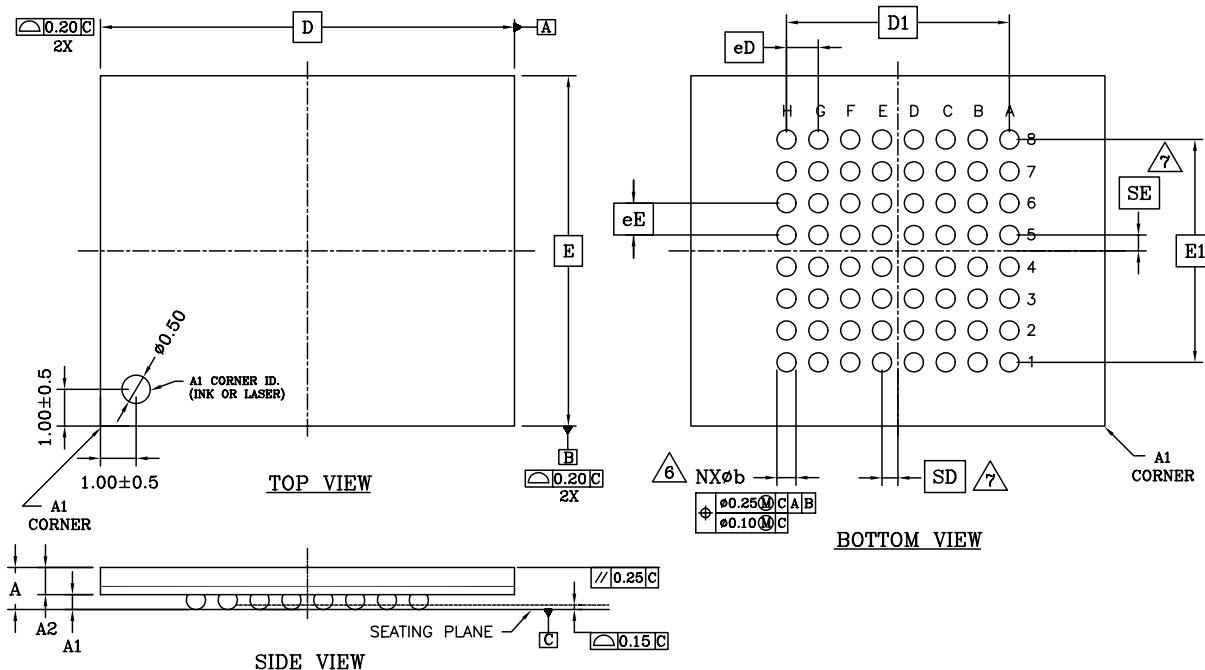 ⌓ 0.20 C
2X
D
A
E
B
⌓ 0.20 C
2X
ø0.50
A1 CORNER ID.
(INK OR LASER)
1.00±0.5
1.00±0.5
A1
CORNER
TOP VIEW
D1
eD
H G F E D C B A
8
7
6
5
4
3
2
1
7
SE
eE
E1
6
NXøb
⌖ ø0.25 Ⓜ C A B
ø0.10 Ⓜ C
SD
7
A1
CORNER
BOTTOM VIEW
A
A2
A1
// 0.25 C
SEATING PLANE
C
⌓ 0.15 C
SIDE VIEW